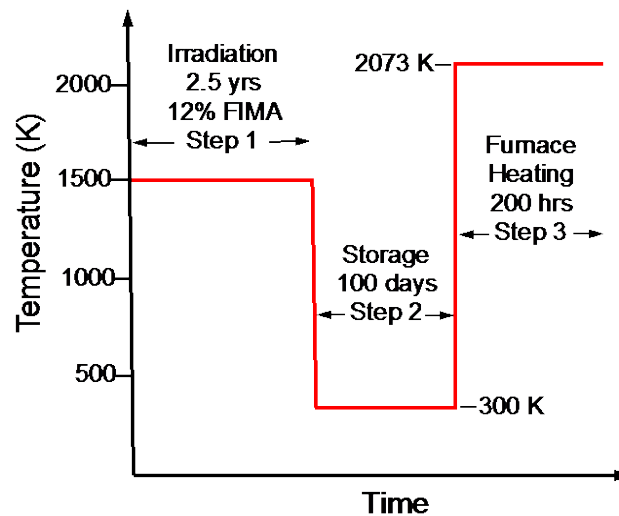 Irradiation
2.5 yrs
12% FIMA
Step 1
2073 K
Furnace
Heating
200 hrs
Step 3
Storage
100 days
Step 2
300 K
2000
1500
1000
500
Temperature (K)
Time